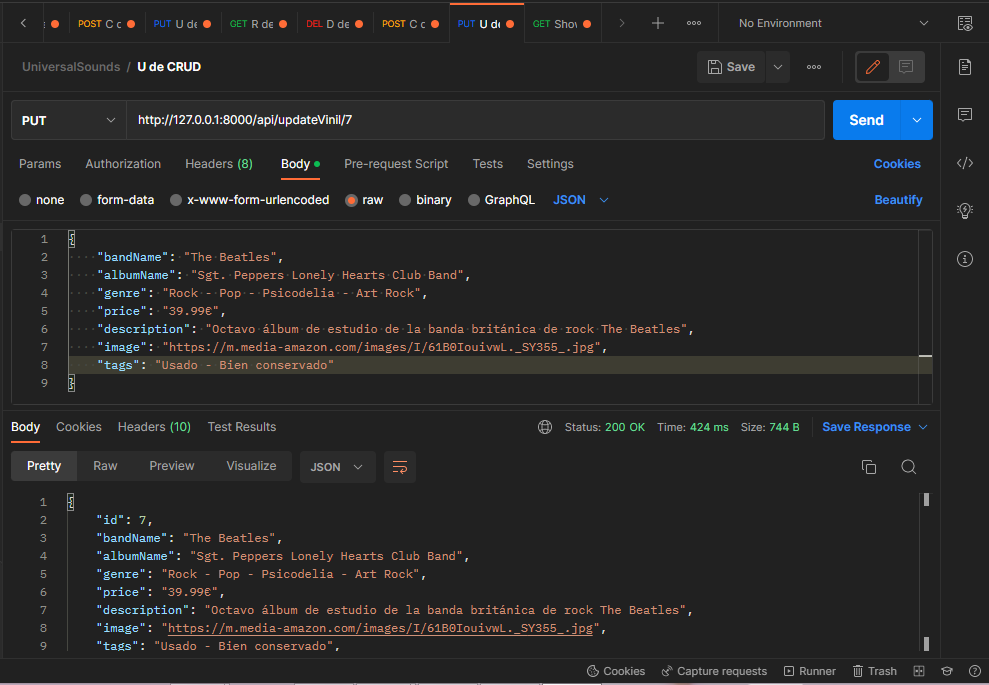 POST C c PUT U de GET R de DEL D de POST C c PUT U de GET Show No Environment
UniversalSounds / U de CRUD Save
PUT http://127.0.0.1:8000/api/updateVinil/7 Send
Params Authorization Headers (8) Body Pre-request Script Tests Settings Cookies
none form-data x-www-form-urlencoded raw binary GraphQL JSON Beautify
1 {
2 "bandName": "The Beatles",
3 "albumName": "Sgt. Peppers Lonely Hearts Club Band",
4 "genre": "Rock - Pop - Psicodelia - Art Rock",
5 "price": "39.99€",
6 "description": "Octavo álbum de estudio de la banda británica de rock The Beatles",
7 "image": "https://m.media-amazon.com/images/I/61B0IouivwL._SY355_.jpg",
8 "tags": "Usado - Bien conservado"
9 }
Body Cookies Headers (10) Test Results Status: 200 OK Time: 424 ms Size: 744 B Save Response
Pretty Raw Preview Visualize JSON
1 {
2 "id": 7,
3 "bandName": "The Beatles",
4 "albumName": "Sgt. Peppers Lonely Hearts Club Band",
5 "genre": "Rock - Pop - Psicodelia - Art Rock",
6 "price": "39.99€",
7 "description": "Octavo álbum de estudio de la banda británica de rock The Beatles",
8 "image": "https://m.media-amazon.com/images/I/61B0IouivwL._SY355_.jpg",
9 "tags": "Usado - Bien conservado",
Cookies Capture requests Runner Trash